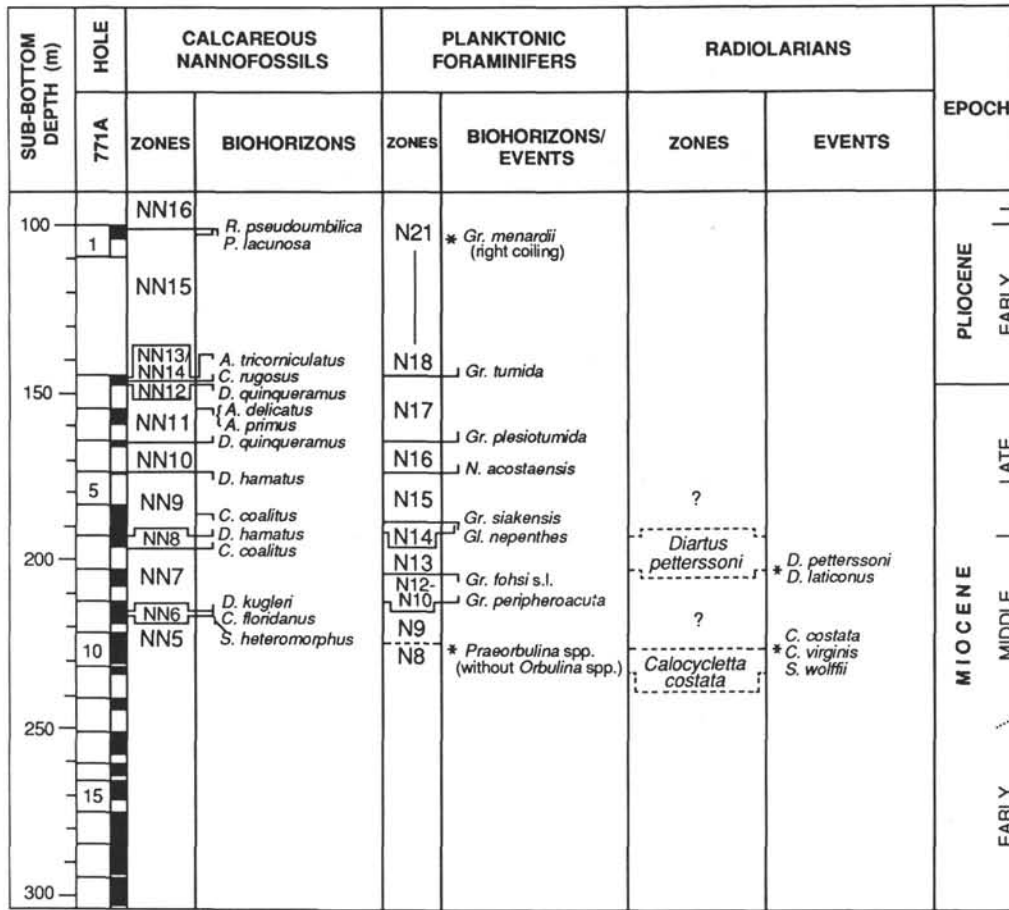 SUB-BOTTOM
DEPTH (m)
HOLE
771A
CALCAREOUS
NANNOFOSSILS
ZONES
BIOHORIZONS
PLANKTONIC
FORAMINIFERS
ZONES
BIOHORIZONS/
EVENTS
RADIOLARIANS
ZONES
EVENTS
EPOCH
100
150
200
250
300
1
5
10
15
NN16
NN15
NN13/
NN14
NN12
NN11
NN10
NN9
NN8
NN7
NN6
NN5
R. pseudoumbilica
P. lacunosa
A. tricorniculatus
C. rugosus
D. quinqueramus
A. delicatus
A. primus
D. quinqueramus
D. hamatus
C. coalitus
D. hamatus
C. coalitus
D. kugleri
C. floridanus
S. heteromorphus
N21
N18
N17
N16
N15
N14
N13
N12-
N10
N9
N8
* Gr. menardii
(right coiling)
Gr. tumida
Gr. plesiotumida
N. acostaensis
Gr. siakensis
Gl. nepenthes
Gr. fohsi s.l.
Gr. peripheroacuta
* Praeorbulina spp.
(without Orbulina spp.)
?
Diartus
petterssoni
?
Calocycletta
costata
* D. petterssoni
D. laticonus
C. costata
* C. virginis
S. wolffii
PLIOCENE
MIOCENE
EARLY
LATE
MIDDLE
EARLY